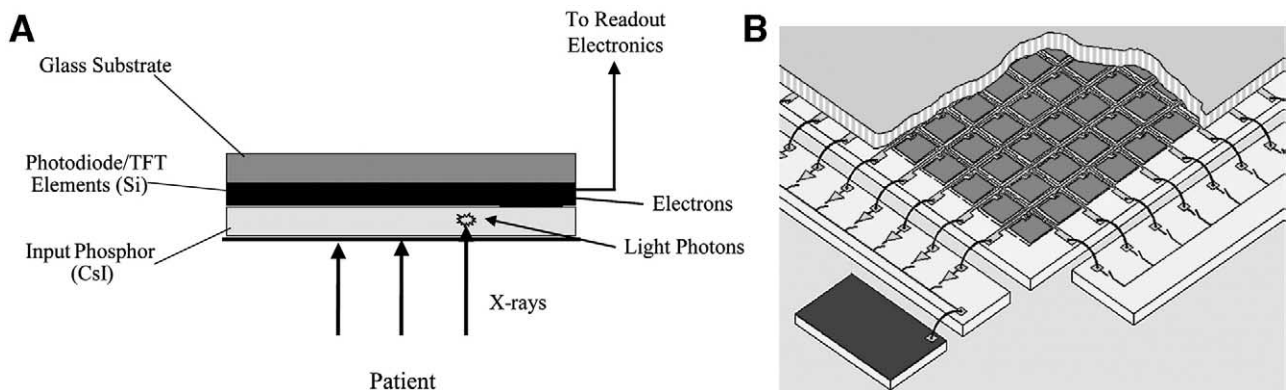 A
To Readout
Electronics
Glass Substrate
Photodiode/TFT
Elements (Si)
Electrons
Light Photons
Input Phosphor
(CsI)
X-rays
Patient
B